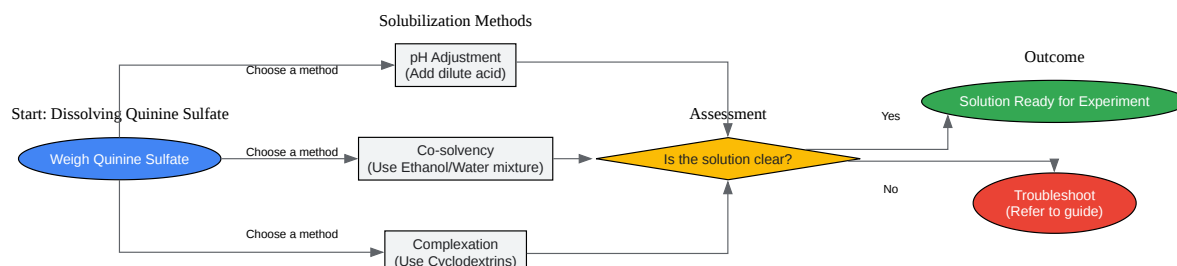 Solubilization Methods
pH Adjustment
(Add dilute acid)
Choose a method
Outcome
Solution Ready for Experiment
Start: Dissolving Quinine Sulfate
Assessment
Yes
Weigh Quinine Sulfate
Choose a method
Co-solvency
(Use Ethanol/Water mixture)
Is the solution clear?
No
Troubleshoot
(Refer to guide)
Choose a method
Complexation
(Use Cyclodextrins)